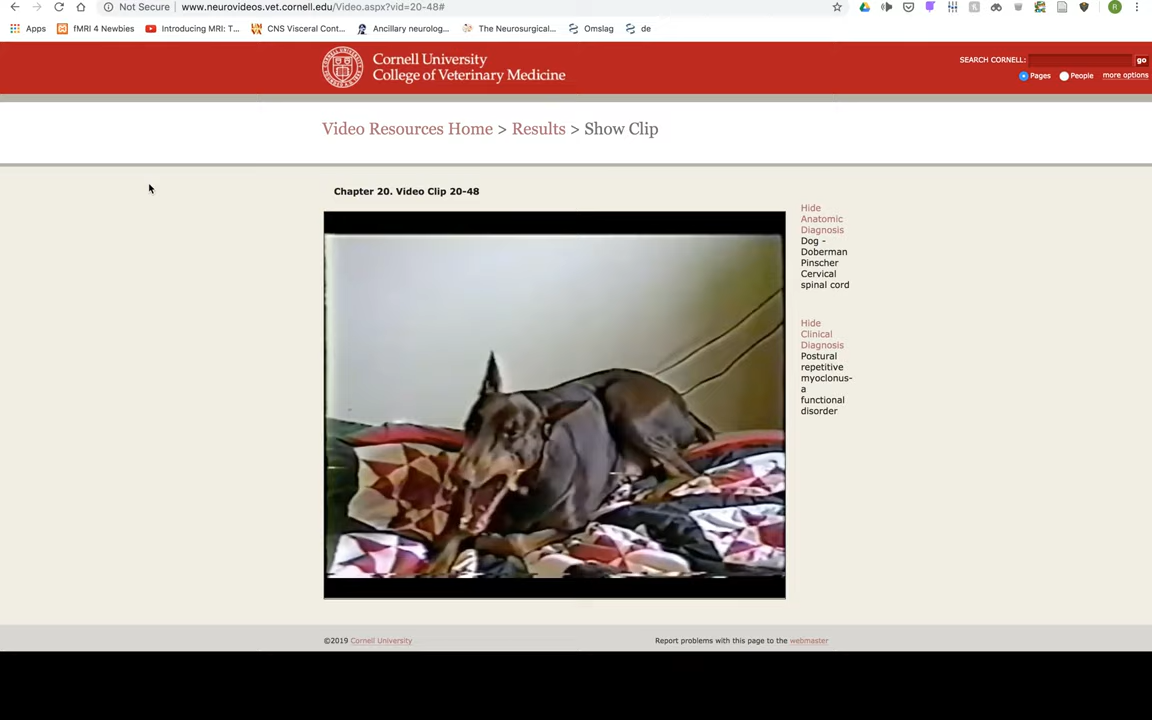 Not Secure | www.neurovideos.vet.cornell.edu/Video.aspx?vid=20-48#
Apps fMRI 4 Newbies Introducing MRI: T... CNS Visceral Cont... Ancillary neurolog... The Neurosurgical... Omslag de
Cornell University
College of Veterinary Medicine
SEARCH CORNELL: go
Pages People more options
Video Resources Home > Results > Show Clip
Chapter 20. Video Clip 20-48
Hide
Anatomic
Diagnosis
Dog -
Doberman
Pinscher
Cervical
spinal cord
Hide
Clinical
Diagnosis
Postural
repetitive
myoclonus-
a
functional
disorder
©2019 Cornell University
Report problems with this page to the webmaster